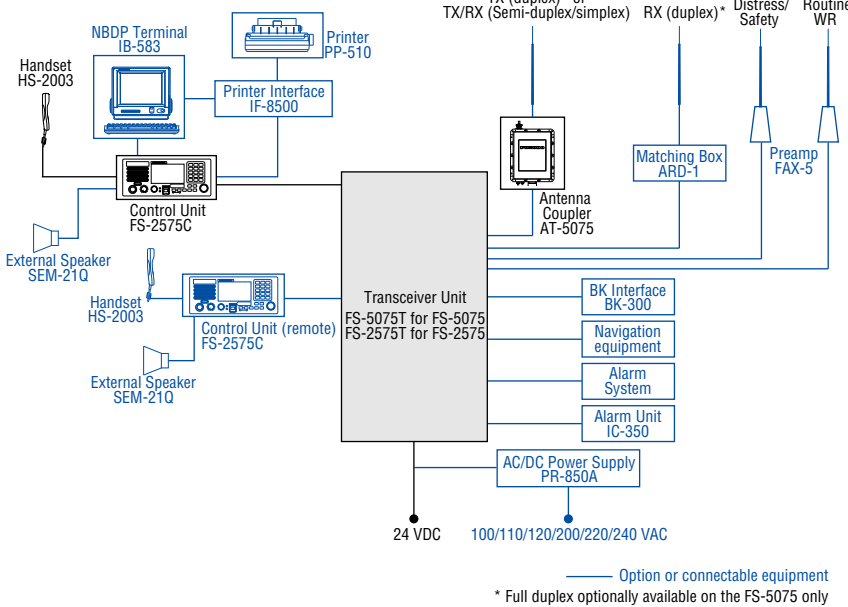 TX (duplex) or
TX/RX (Semi-duplex/simplex)
RX (duplex)*
Distress/
Safety
Routine
WR
NBDP Terminal
IB-583
Printer
PP-510
Handset
HS-2003
Printer Interface
IF-8500
Matching Box
ARD-1
Preamp
FAX-5
Control Unit
FS-2575C
Antenna
Coupler
AT-5075
External Speaker
SEM-21Q
Handset
HS-2003
Control Unit (remote)
FS-2575C
External Speaker
SEM-21Q
Transceiver Unit
FS-5075T for FS-5075
FS-2575T for FS-2575
BK Interface
BK-300
Navigation
equipment
Alarm
System
Alarm Unit
IC-350
AC/DC Power Supply
PR-850A
24 VDC
100/110/120/200/220/240 VAC
Option or connectable equipment
* Full duplex optionally available on the FS-5075 only